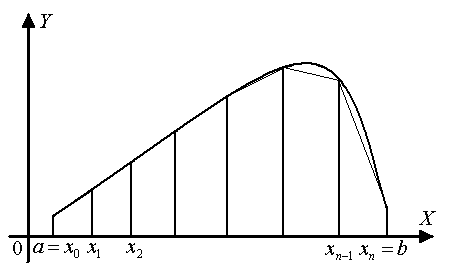 Y
X
0 a = x₀ x₁ x₂ xₙ₋₁ xₙ = b